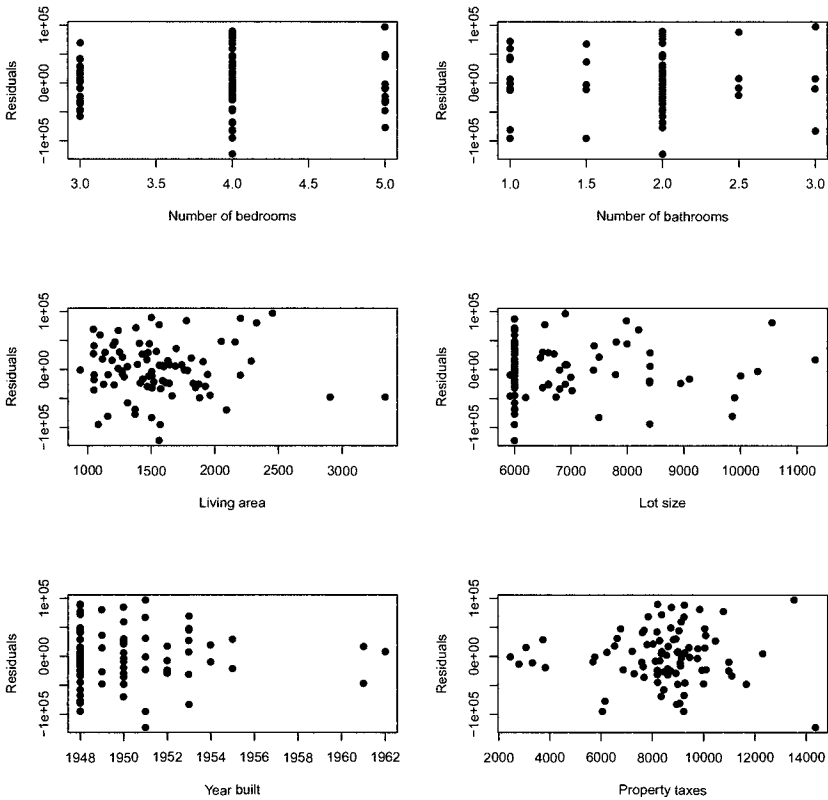 Residuals
1e+05
0e+00
−1e+05
3.0 3.5 4.0 4.5 5.0
Number of bedrooms
Residuals
1e+05
0e+00
−1e+05
1.0 1.5 2.0 2.5 3.0
Number of bathrooms
Residuals
1e+05
0e+00
−1e+05
1000 1500 2000 2500 3000
Living area
Residuals
1e+05
0e+00
−1e+05
6000 7000 8000 9000 10000 11000
Lot size
Residuals
1e+05
0e+00
−1e+05
1948 1950 1952 1954 1956 1958 1960 1962
Year built
Residuals
1e+05
0e+00
−1e+05
2000 4000 6000 8000 10000 12000 14000
Property taxes